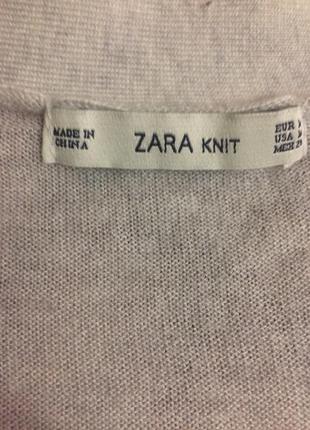 MADE IN
CHINA
ZARA KNIT
EUR
USA
MEX